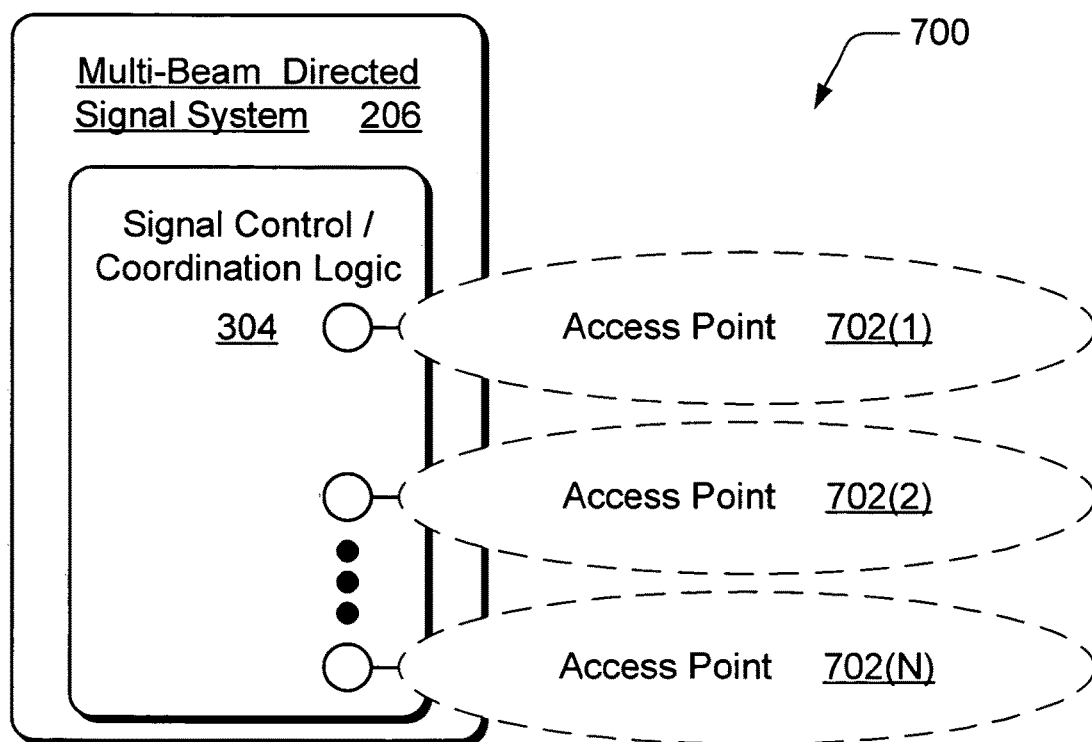 700
Multi-Beam Directed
Signal System 206
Signal Control /
Coordination Logic
304
Access Point 702(1)
Access Point 702(2)
Access Point 702(N)